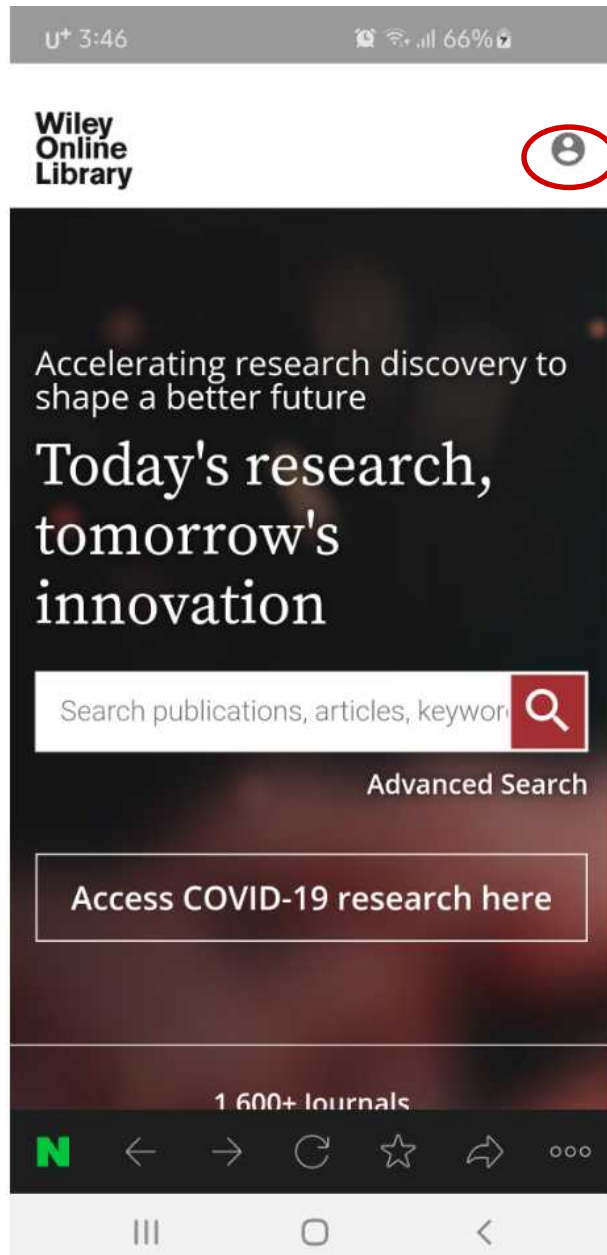 U+ 3:46 66%
Wiley
Online
Library
Accelerating research discovery to
shape a better future
Today's research,
tomorrow's
innovation
Search publications, articles, keywor
Advanced Search
Access COVID-19 research here
1,600+ Journals
N